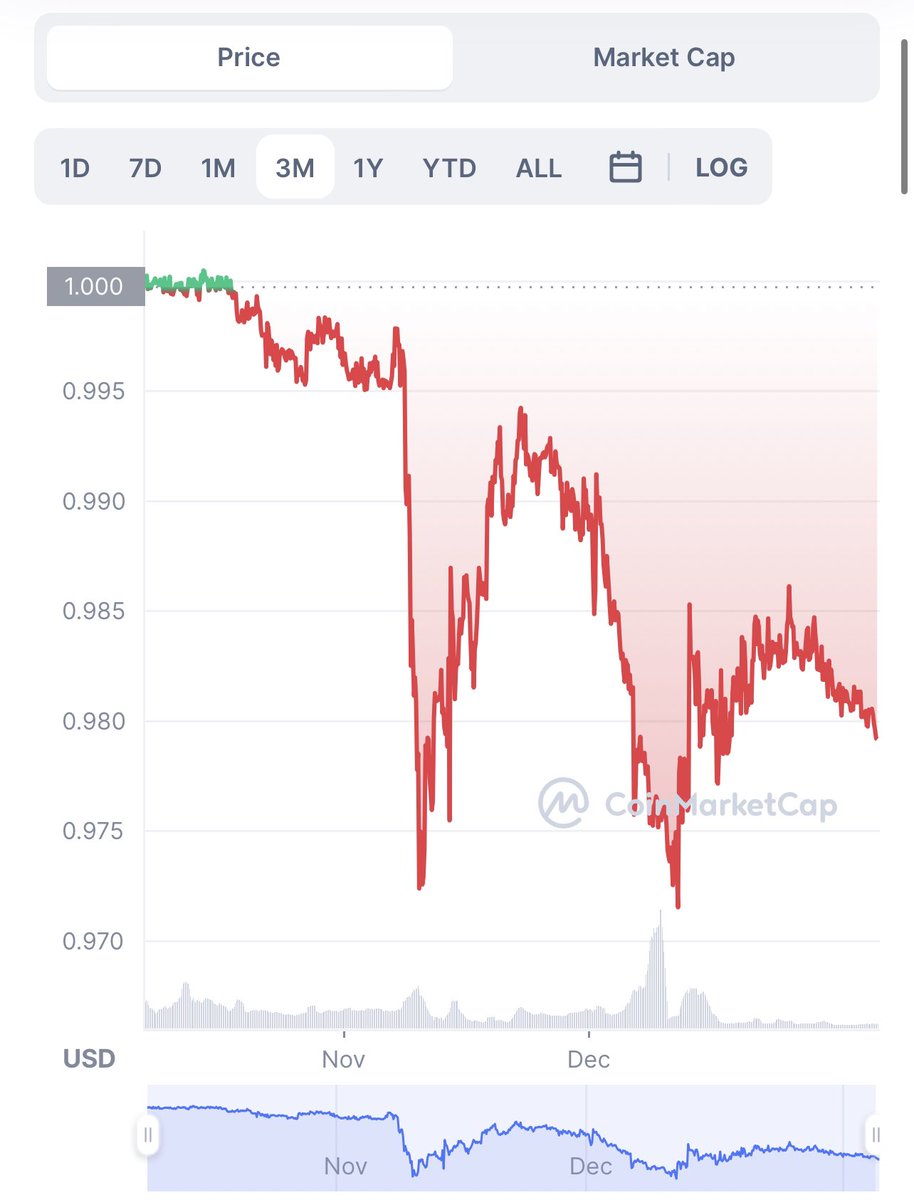 Price Market Cap
1D 7D 1M 3M 1Y YTD ALL LOG
1.000
0.995
0.990
0.985
0.980
CoinMarketCap
0.975
0.970
USD Nov Dec
Nov Dec